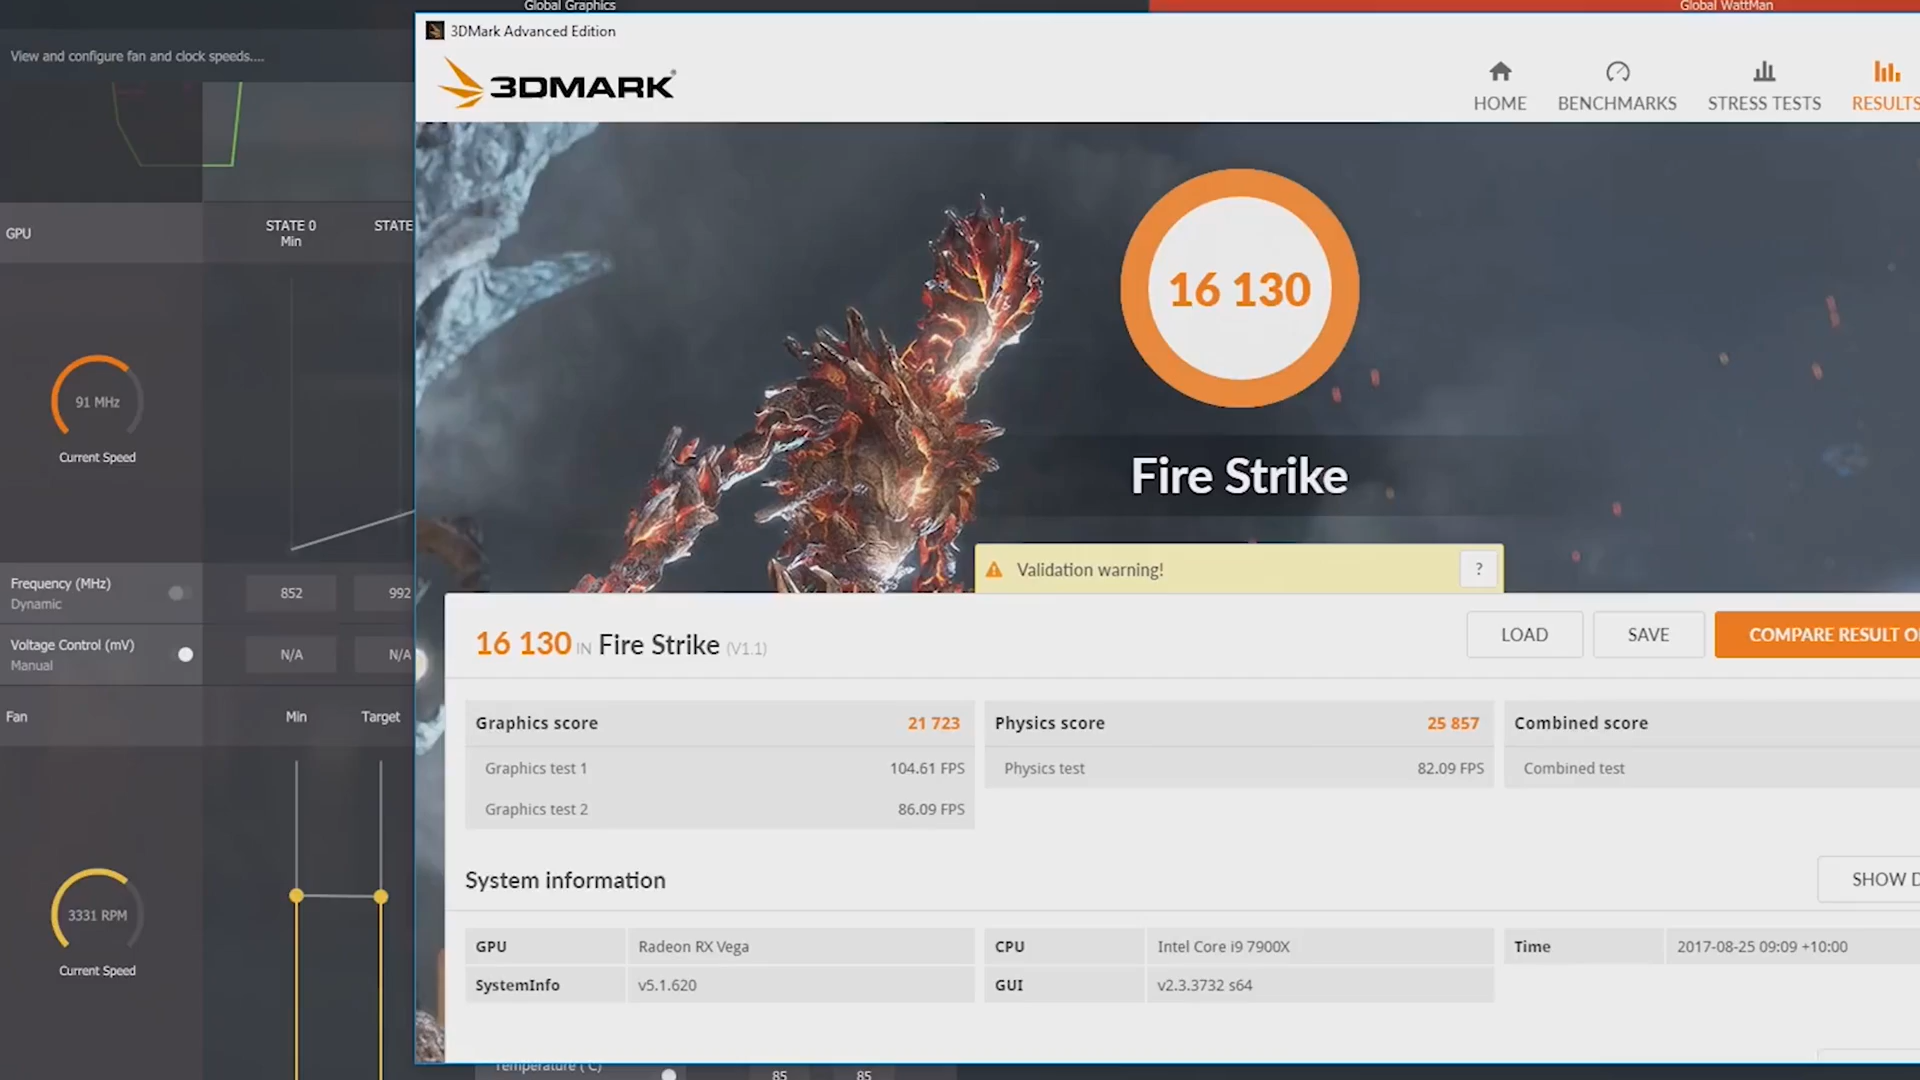 Global Graphics
Global WattMan
View and configure fan and clock speeds....
GPU
STATE 0
Min
STATE
91 MHz
Current Speed
Frequency (MHz)
Dynamic
852
992
Voltage Control (mV)
Manual
N/A
N/A
Fan
Min
Target
3331 RPM
Current Speed
3DMark Advanced Edition
3DMARK
HOME
BENCHMARKS
STRESS TESTS
RESULTS
16 130
Fire Strike
Validation warning!
?
16 130 IN Fire Strike (V1.1)
LOAD
SAVE
COMPARE RESULT
Graphics score 21 723
Graphics test 1 104.61 FPS
Graphics test 2 86.09 FPS
Physics score 25 857
Physics test 82.09 FPS
Combined score
Combined test
System information
SHOW
GPU Radeon RX Vega
SystemInfo v5.1.620
CPU Intel Core i9 7900X
GUI v2.3.3732 s64
Time 2017-08-25 09:09 +10:00
Temperature (°C)
85
85